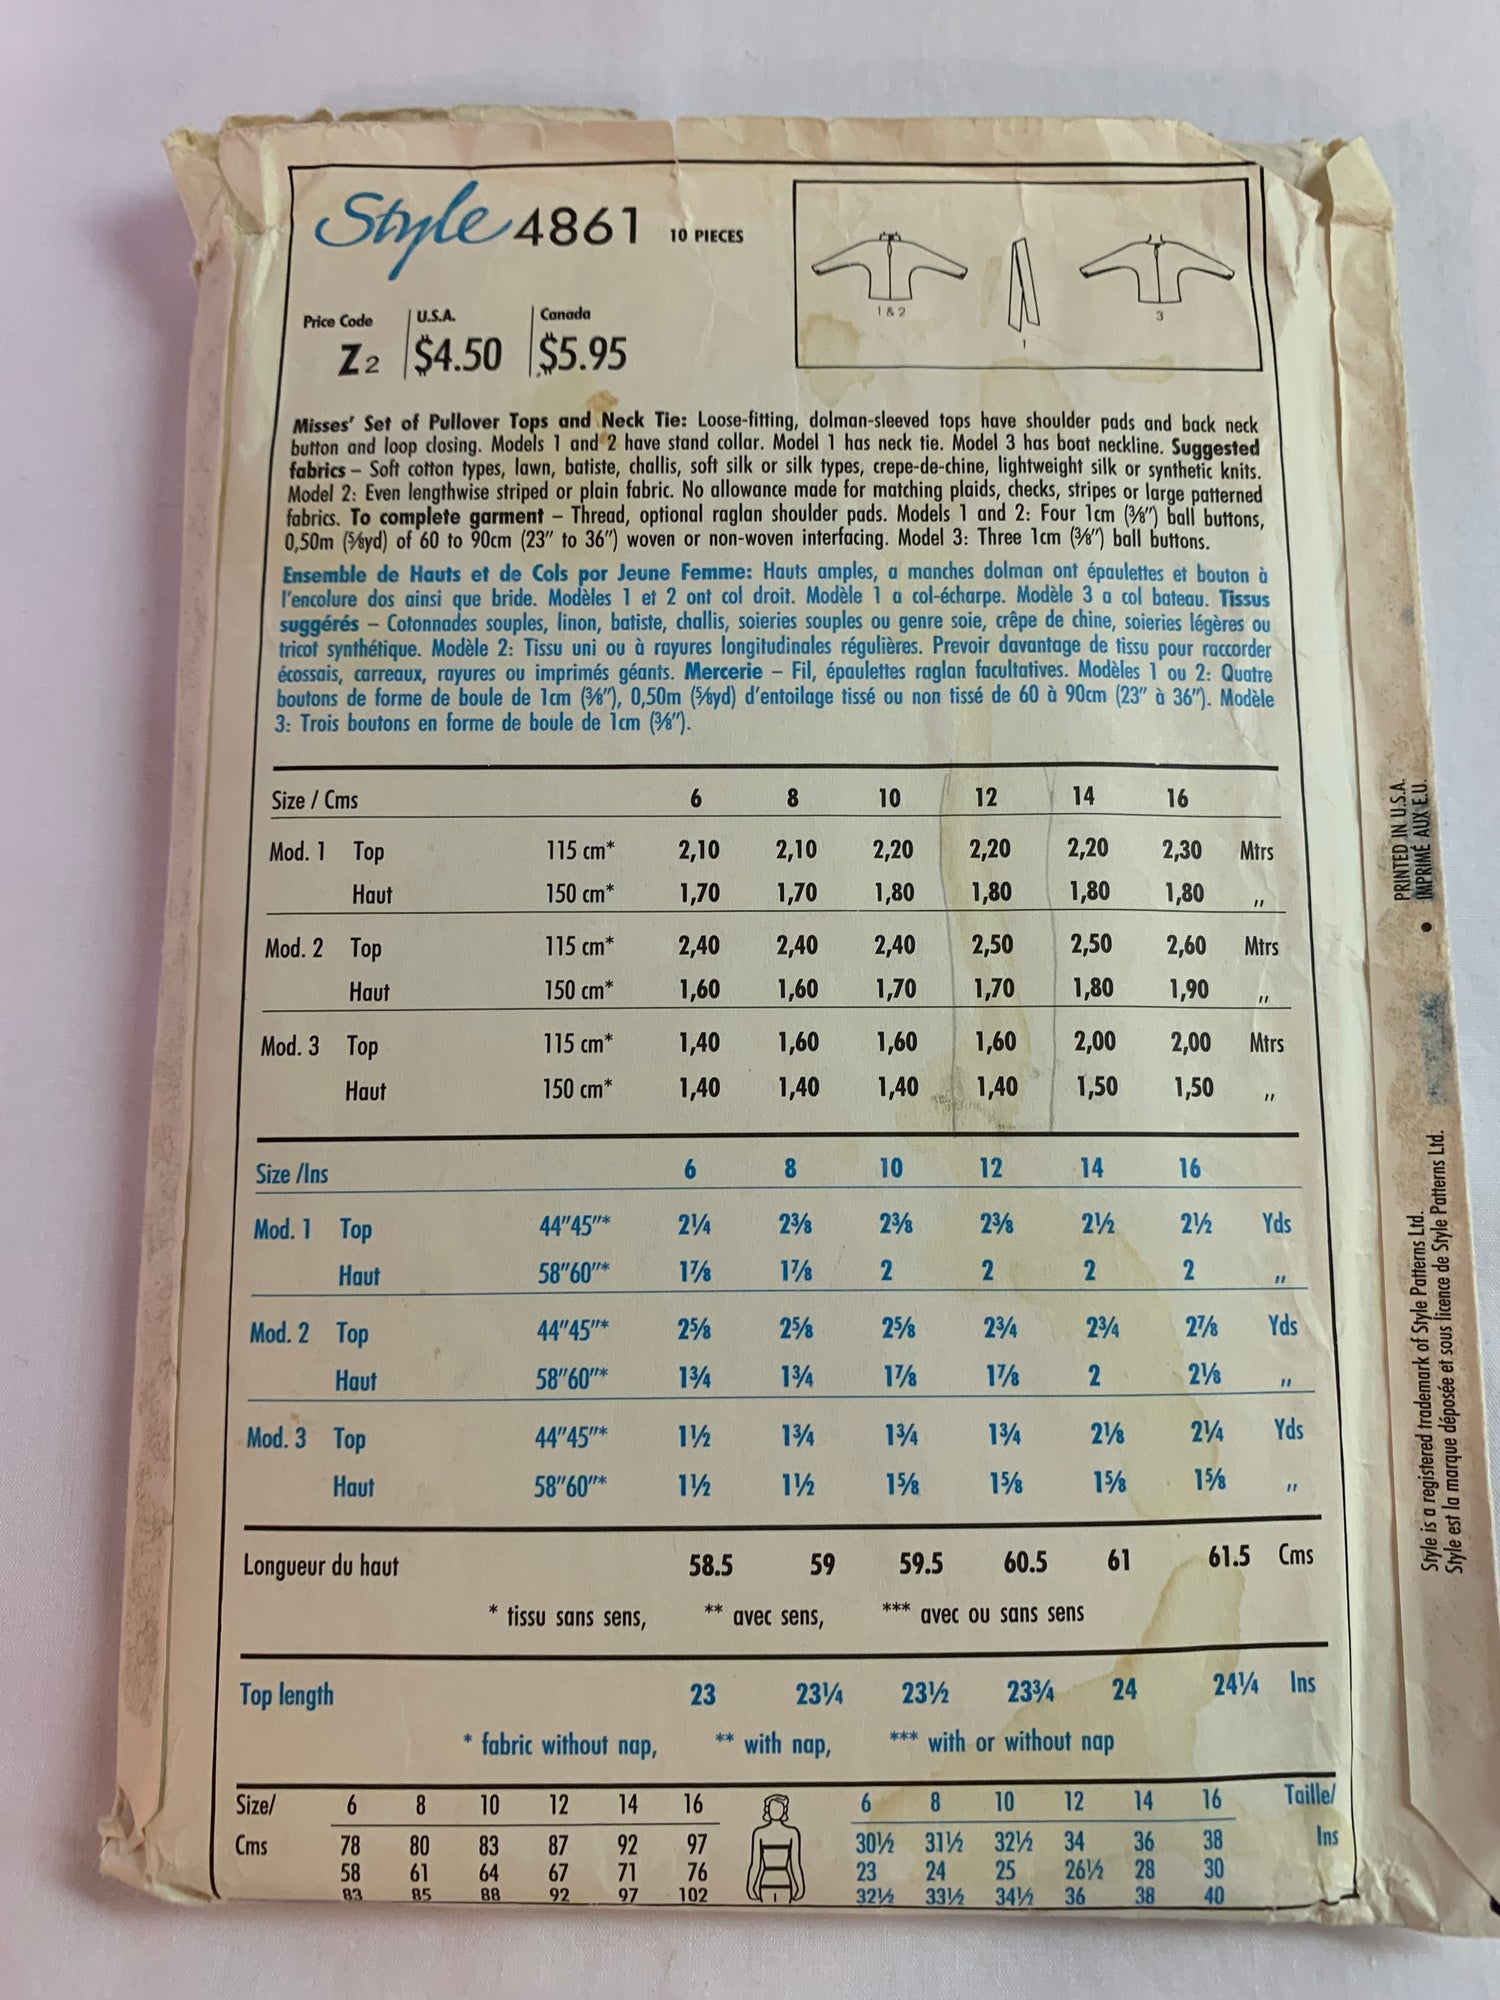 Style 4861 10 PIECES
Price Code U.S.A. Canada
Z2 $4.50 $5.95
1 & 2
1
3
Misses' Set of Pullover Tops and Neck Tie: Loose-fitting, dolman-sleeved tops have shoulder pads and back neck
button and loop closing. Models 1 and 2 have stand collar. Model 1 has neck tie. Model 3 has boat neckline. Suggested
fabrics – Soft cotton types, lawn, batiste, challis, soft silk or silk types, crepe-de-chine, lightweight silk or synthetic knits.
Model 2: Even lengthwise striped or plain fabric. No allowance made for matching plaids, checks, stripes or large patterned
fabrics. To complete garment – Thread, optional raglan shoulder pads. Models 1 and 2: Four 1cm (⅜") ball buttons,
0,50m (⅝yd) of 60 to 90cm (23" to 36") woven or non-woven interfacing. Model 3: Three 1cm (⅜") ball buttons.
Ensemble de Hauts et de Cols por Jeune Femme: Hauts amples, a manches dolman ont épaulettes et bouton à
l'encolure dos ainsi que bride. Modèles 1 et 2 ont col droit. Modèle 1 a col-écharpe. Modèle 3 a col bateau. Tissus
suggérés – Cotonnades souples, linon, batiste, challis, soieries souples ou genre soie, crêpe de chine, soieries légères ou
tricot synthétique. Modèle 2: Tissu uni ou à rayures longitudinales régulières. Prevoir davantage de tissu pour raccorder
écossais, carreaux, rayures ou imprimés géants. Mercerie – Fil, épaulettes raglan facultatives. Modèles 1 ou 2: Quatre
boutons de forme de boule de 1cm (⅜"), 0,50m (⅝yd) d'entoilage tissé ou non tissé de 60 à 90cm (23" à 36"). Modèle
3: Trois boutons en forme de boule de 1cm (⅜").
Size / Cms 6 8 10 12 14 16
Mod. 1 Top 115 cm* 2,10 2,10 2,20 2,20 2,20 2,30 Mtrs
Haut 150 cm* 1,70 1,70 1,80 1,80 1,80 1,80 ,,
Mod. 2 Top 115 cm* 2,40 2,40 2,40 2,50 2,50 2,60 Mtrs
Haut 150 cm* 1,60 1,60 1,70 1,70 1,80 1,90 ,,
Mod. 3 Top 115 cm* 1,40 1,60 1,60 1,60 2,00 2,00 Mtrs
Haut 150 cm* 1,40 1,40 1,40 1,40 1,50 1,50 ,,
Size /Ins 6 8 10 12 14 16
Mod. 1 Top 44"45"* 2¼ 2⅜ 2⅜ 2⅜ 2½ 2½ Yds
Haut 58"60"* 1⅞ 1⅞ 2 2 2 2 ,,
Mod. 2 Top 44"45"* 2⅝ 2⅝ 2⅝ 2¾ 2¾ 2⅞ Yds
Haut 58"60"* 1¾ 1¾ 1⅞ 1⅞ 2 2⅛ ,,
Mod. 3 Top 44"45"* 1½ 1¾ 1¾ 1¾ 2⅛ 2¼ Yds
Haut 58"60"* 1½ 1½ 1⅝ 1⅝ 1⅝ 1⅝ ,,
Longueur du haut 58.5 59 59.5 60.5 61 61.5 Cms
* tissu sans sens, ** avec sens, *** avec ou sans sens
Top length 23 23¼ 23½ 23¾ 24 24¼ Ins
* fabric without nap, ** with nap, *** with or without nap
Size/ 6 8 10 12 14 16 6 8 10 12 14 16 Taille/
Cms 78 80 83 87 92 97 30½ 31½ 32½ 34 36 38 Ins
58 61 64 67 71 76 23 24 25 26½ 28 30
83 85 88 92 97 102 32½ 33½ 34½ 36 38 40
Style is a registered trademark of Style Patterns Ltd. • PRINTED IN U.S.A.
Style est la marque déposée et sous licence de Style Patterns Ltd. IMPRIMÉ AUX E.U.